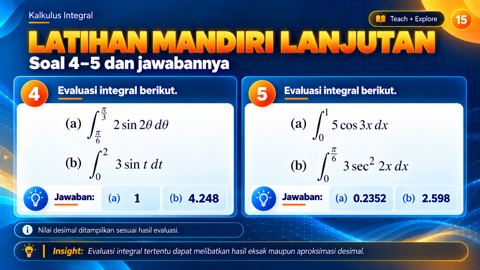 Kalkulus Integral
Teach + Explore
15
LATIHAN MANDIRI LANJUTAN
Soal 4–5 dan jawabannya
4
Evaluasi integral berikut.
(a) ∫_{π/6}^{π/3} 2 sin 2θ dθ
(b) ∫_0^2 3 sin t dt
Jawaban: (a) 1 (b) 4.248
5
Evaluasi integral berikut.
(a) ∫_0^1 5 cos 3x dx
(b) ∫_0^{π/6} 3 sec² 2x dx
Jawaban: (a) 0.2352 (b) 2.598
Nilai desimal ditampilkan sesuai hasil evaluasi.
Insight: Evaluasi integral tertentu dapat melibatkan hasil eksak maupun aproksimasi desimal.